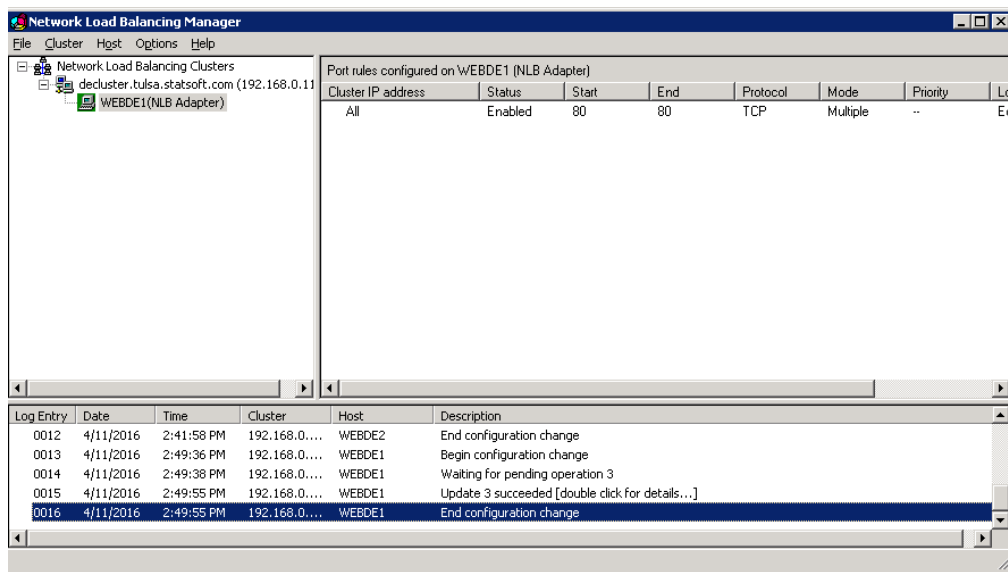 Network Load Balancing Manager
File Cluster Host Options Help
Network Load Balancing Clusters
decluster.tulsa.statsoft.com (192.168.0.11
WEBDE1(NLB Adapter)
Port rules configured on WEBDE1 (NLB Adapter)
Cluster IP address Status Start End Protocol Mode Priority
All Enabled 80 80 TCP Multiple --
Log Entry Date Time Cluster Host Description
0012 4/11/2016 2:41:58 PM 192.168.0.... WEBDE2 End configuration change
0013 4/11/2016 2:49:36 PM 192.168.0.... WEBDE1 Begin configuration change
0014 4/11/2016 2:49:38 PM 192.168.0.... WEBDE1 Waiting for pending operation 3
0015 4/11/2016 2:49:55 PM 192.168.0.... WEBDE1 Update 3 succeeded [double click for details...]
0016 4/11/2016 2:49:55 PM 192.168.0.... WEBDE1 End configuration change